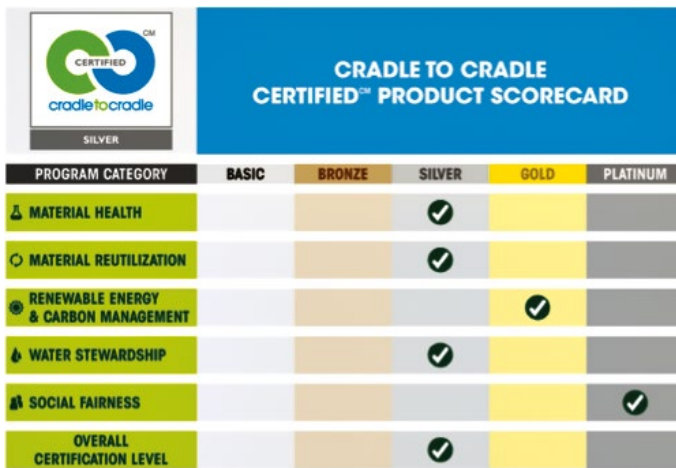 CM
CERTIFIED
cradletocradle
SILVER
CRADLE TO CRADLE
CERTIFIED℠ PRODUCT SCORECARD
PROGRAM CATEGORY BASIC BRONZE SILVER GOLD PLATINUM
MATERIAL HEALTH
MATERIAL REUTILIZATION
RENEWABLE ENERGY
& CARBON MANAGEMENT
WATER STEWARDSHIP
SOCIAL FAIRNESS
OVERALL
CERTIFICATION LEVEL